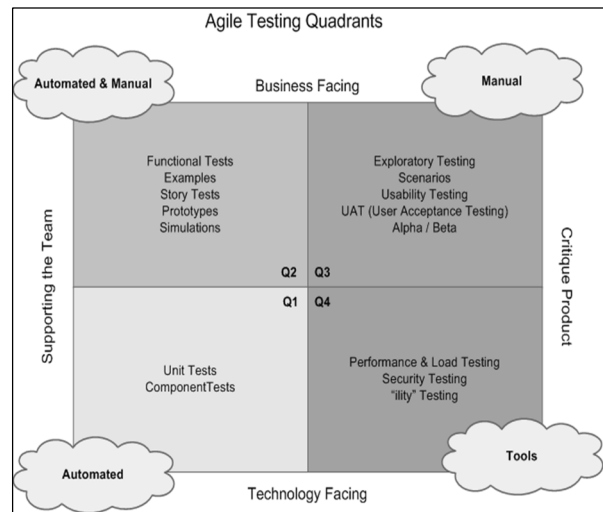 Agile Testing Quadrants
Automated & Manual
Business Facing
Manual
Functional Tests
Examples
Story Tests
Prototypes
Simulations
Exploratory Testing
Scenarios
Usability Testing
UAT (User Acceptance Testing)
Alpha / Beta
Supporting the Team
Critique Product
Q2
Q3
Q1
Q4
Unit Tests
ComponentTests
Performance & Load Testing
Security Testing
"ility" Testing
Automated
Technology Facing
Tools